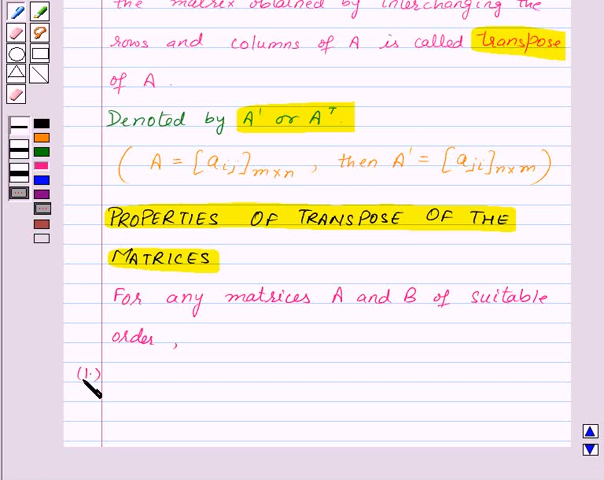 the matrix obtained by interchanging the
rows and columns of A is called transpose
of A.
Denoted by A' or Aᵀ.
( A = [aᵢⱼ]ₘₓₙ, then A' = [aⱼᵢ]ₙₓₘ)
PROPERTIES OF TRANSPOSE OF THE
MATRICES
For any matrices A and B of suitable
order,
(1.)